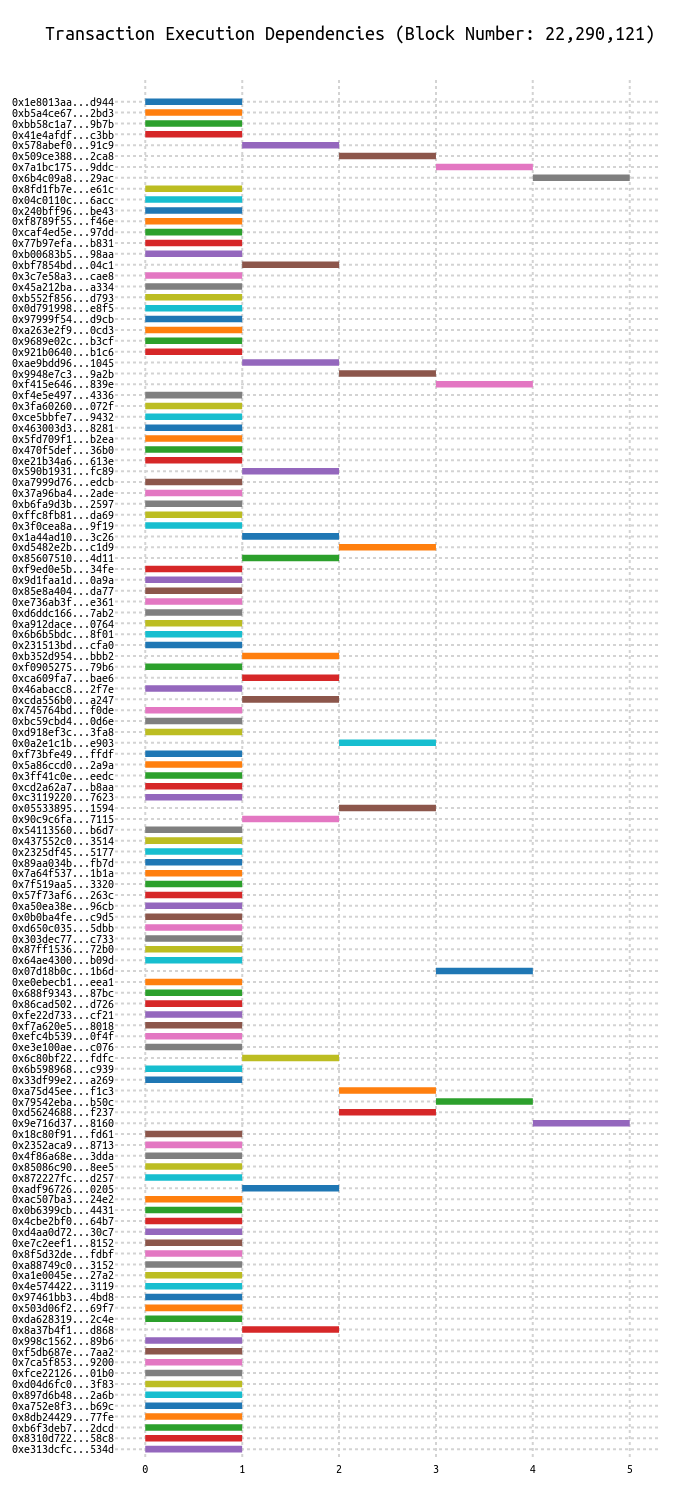 Transaction Execution Dependencies (Block Number: 22,290,121)
0x1e8013aa...d944
0xb5a4ce67...2bd3
0xbb58c1a7...9b7b
0x41e4afdf...c3bb
0x578abef0...91c9
0x509ce388...2ca8
0x7a1bc175...9ddc
0x6b4c09a8...29ac
0x8fd1fb7e...e61c
0x04c0110c...6acc
0x240bff96...be43
0xf8789f55...f46e
0xcaf4ed5e...97dd
0x77b97efa...b831
0xb00683b5...98aa
0xbf7854bd...04c1
0x3c7e58a3...cae8
0x45a212ba...a334
0xb552f856...d793
0x0d791998...e8f5
0x97999f54...d9cb
0xa263e2f9...0cd3
0x9689e02c...b3cf
0x921b0640...b1c6
0xae9bdd96...1045
0x9948e7c3...9a2b
0xf415e646...839e
0xf4e5e497...4336
0x3fa60260...072f
0xce5bbfe7...9432
0x463003d3...8281
0x5fd709f1...b2ea
0x470f5def...36b0
0xe21b34a6...613e
0x590b1931...fc89
0xa7999d76...edcb
0x37a96ba4...2ade
0xb6fa9d3b...2597
0xffc8fb81...da69
0x3f0cea8a...9f19
0x1a44ad10...3c26
0xd5482e2b...c1d9
0x85607510...4d11
0xf9ed0e5b...34fe
0x9d1faa1d...0a9a
0x85e8a404...da77
0xe736ab3f...e361
0xd6ddc166...7ab2
0xa912dace...0764
0x6b6b5bdc...8f01
0x231513bd...cfa0
0xb352d954...bbb2
0xf0905275...79b6
0xca609fa7...bae6
0x46abacc8...2f7e
0xcda556b0...a247
0x745764bd...f0de
0xbc59cbd4...0d6e
0xd918ef3c...3fa8
0x0a2e1c1b...e903
0xf73bfe49...ffdf
0x5a86ccd0...2a9a
0x3ff41c0e...eedc
0xcd2a62a7...b8aa
0xc3119220...7623
0x05533895...1594
0x90c9c6fa...7115
0x54113560...b6d7
0x437552c0...3514
0x2325df45...5177
0x89aa034b...fb7d
0x7a64f537...1b1a
0x7f519aa5...3320
0x57f73af6...263c
0xa50ea38e...96cb
0x0b0ba4fe...c9d5
0xd650c035...5dbb
0x303dec77...c733
0x87ff1536...72b0
0x64ae4300...b09d
0x07d18b0c...1b6d
0xe0ebecb1...eea1
0x688f9343...87bc
0x86cad502...d726
0xfe22d733...cf21
0xf7a620e5...8018
0xefc4b539...0f4f
0xe3e100ae...c076
0x6c80bf22...fdfc
0x6b598968...c939
0x33df99e2...a269
0xa75d45ee...f1c3
0x79542eba...b50c
0xd5624688...f237
0x9e716d37...8160
0x18c80f91...fd61
0x2352aca9...8713
0x4f86a68e...3dda
0x85086c90...8ee5
0x872227fc...d257
0xadf96726...0205
0xac507ba3...24e2
0x0b6399cb...4431
0x4cbe2bf0...64b7
0xd4aa0d72...30c7
0xe7c2eef1...8152
0x8f5d32de...fdbf
0xa88749c0...3152
0xa1e0045e...27a2
0x4e574422...3119
0x97461bb3...4bd8
0x503d06f2...69f7
0xda628319...2c4e
0x8a37b4f1...d868
0x998c1562...89b6
0xf5db687e...7aa2
0x7ca5f853...9200
0xfce22126...01b0
0xd04d6fc0...3f83
0x897d6b48...2a6b
0xa752e8f3...b69c
0x8db24429...77fe
0xb6f3deb7...2dcd
0x8310d722...58c8
0xe313dcfc...534d
0 1 2 3 4 5